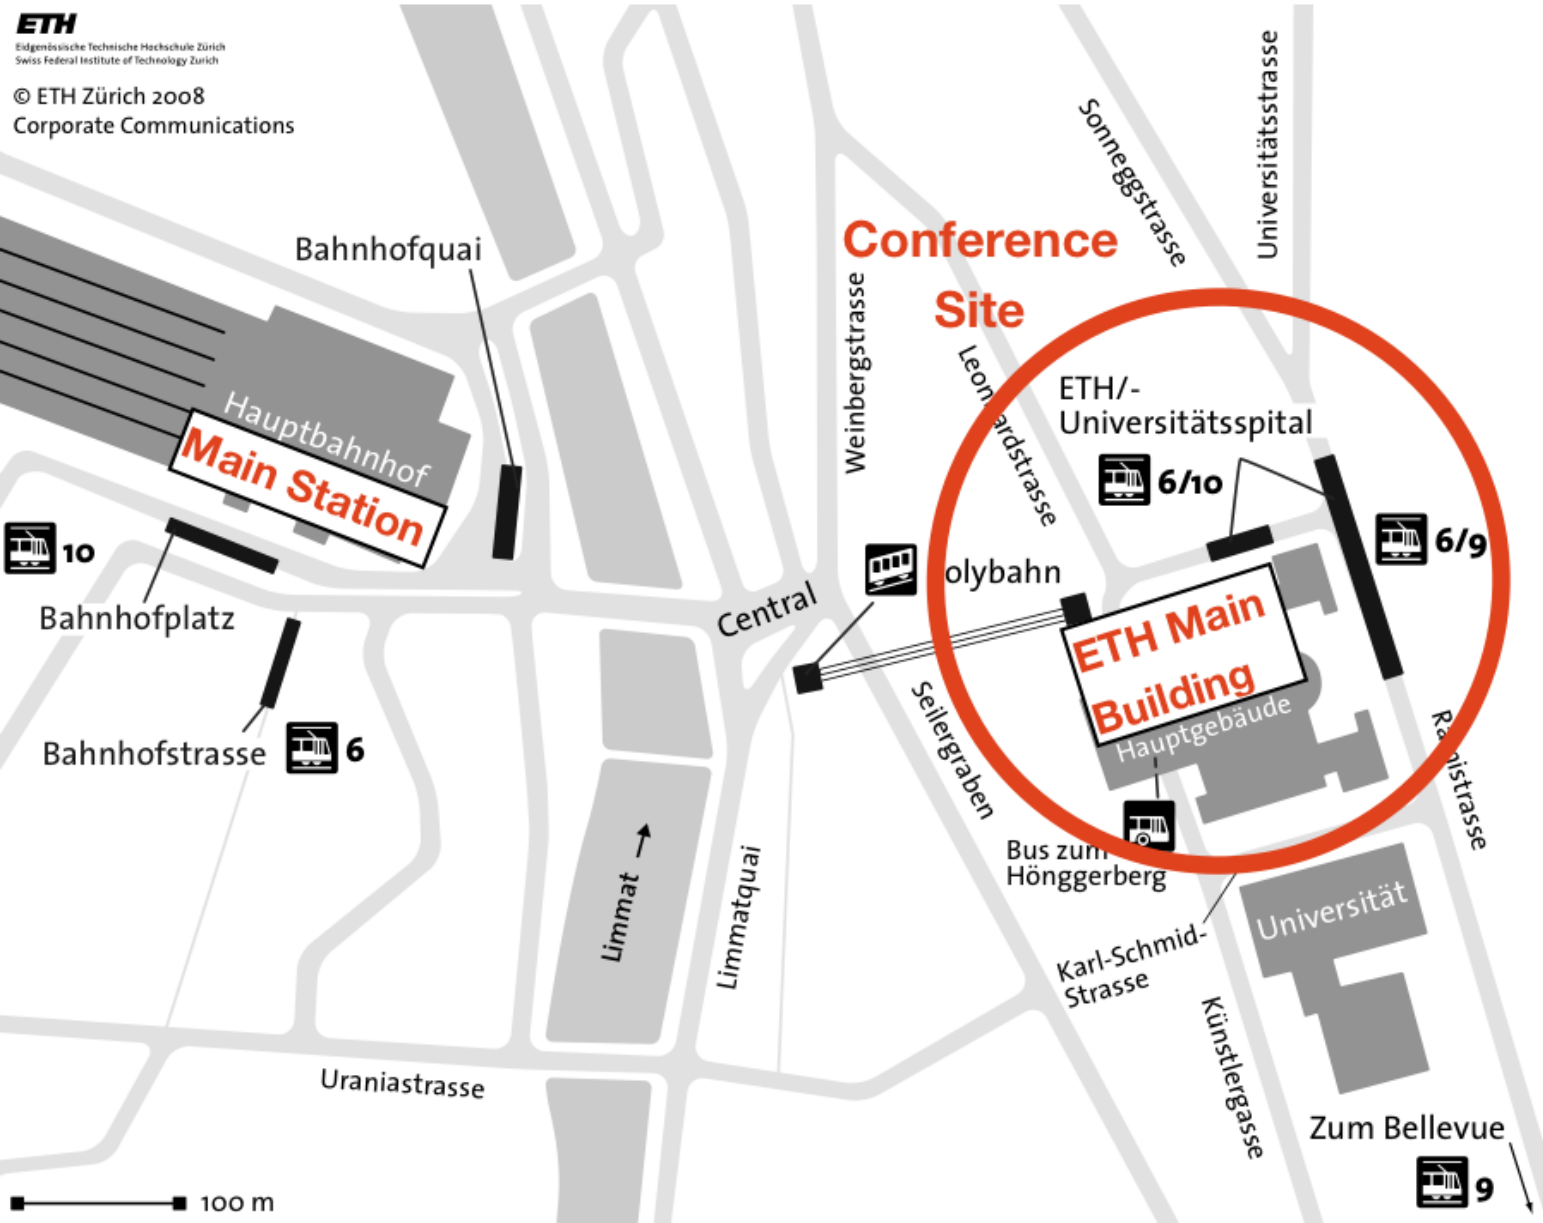 ETH
Eidgenössische Technische Hochschule Zürich
Swiss Federal Institute of Technology Zurich
© ETH Zürich 2008
Corporate Communications
Bahnhofquai
Hauptbahnhof
Main Station
10
Bahnhofplatz
Bahnhofstrasse
6
Uraniastrasse
100 m
Limmat
Limmatquai
Central
Weinbergstrasse
Conference
Site
Sonneggstrasse
Universitätsstrasse
ETH/-
Universitätsspital
6/10
6/9
olybahn
ETH Main
Building
Hauptgebäude
Seilergraben
Bus zum
Hönggerberg
Karl-Schmid-
Strasse
Universität
Künstlergasse
Zum Bellevue
9